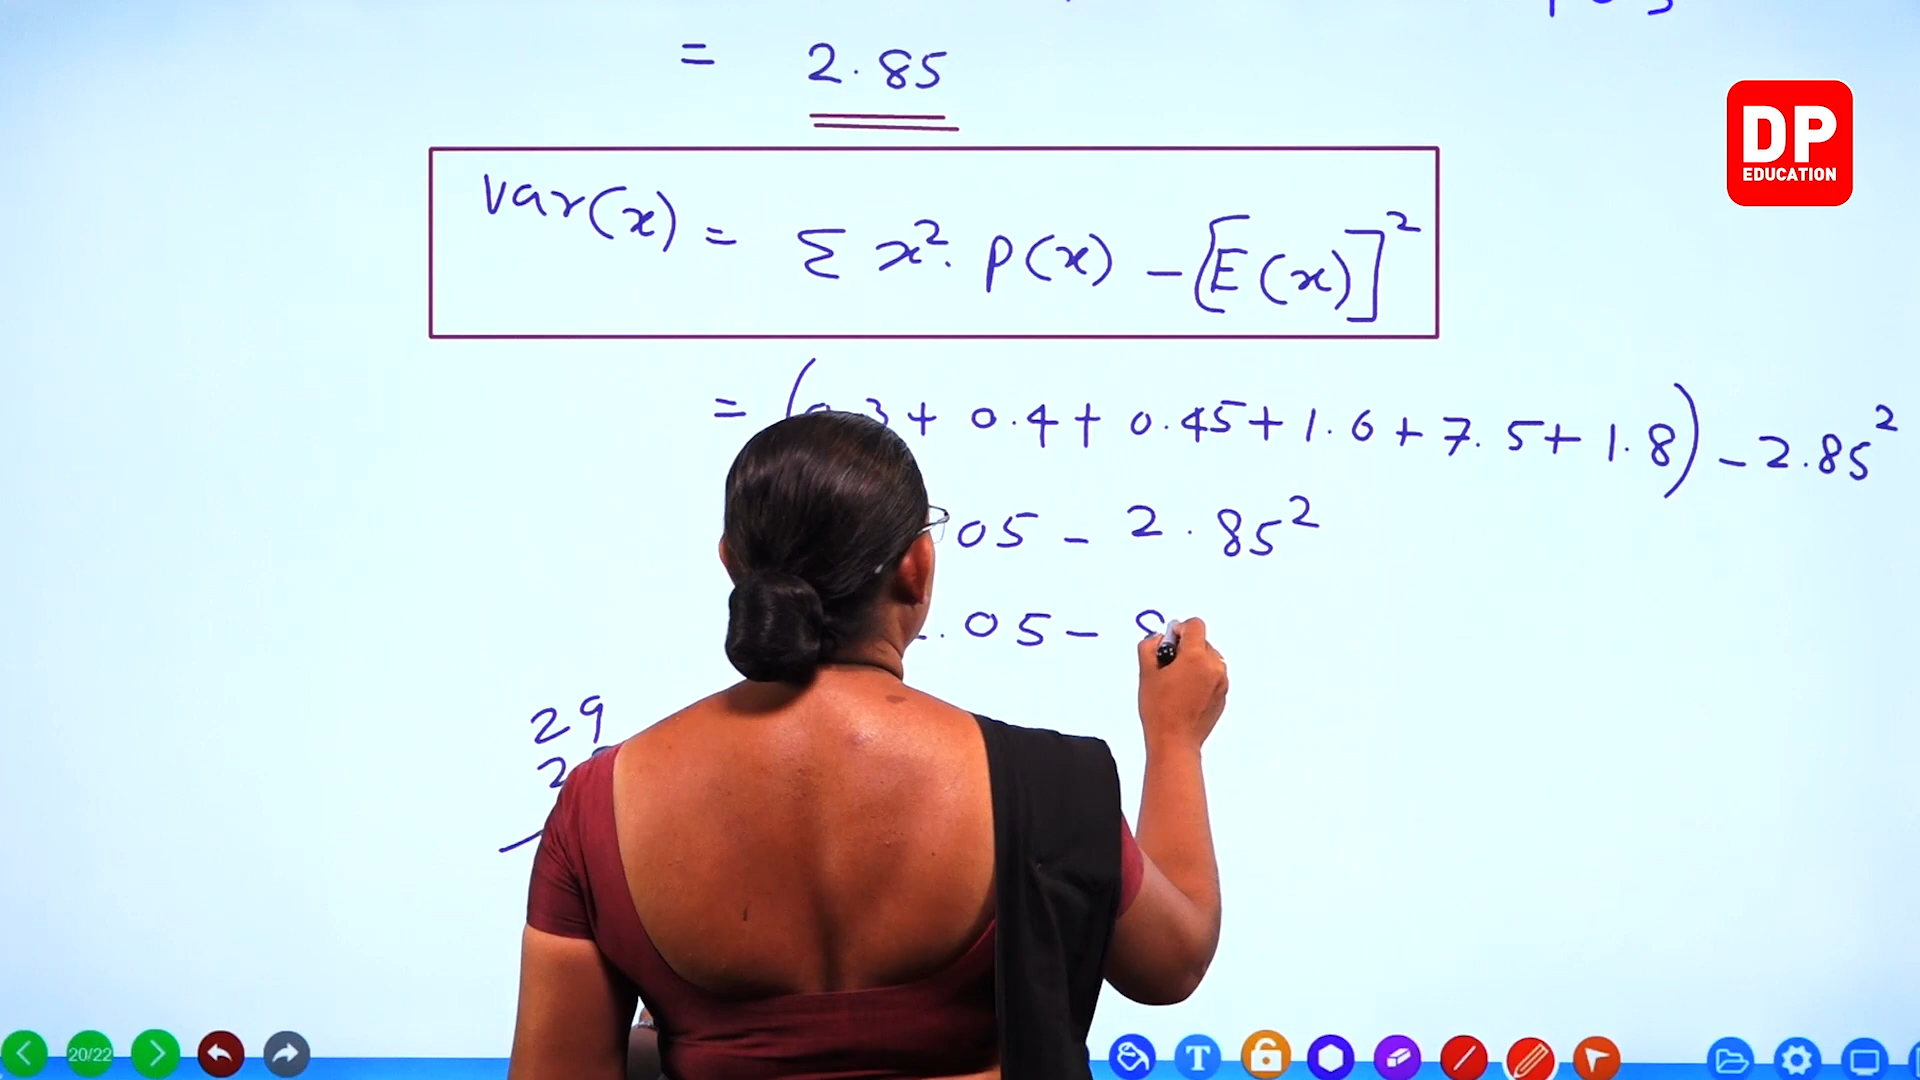 = 2.85
DP
EDUCATION
var(x) = Σ x². p(x) - [E(x)]²
= ( 3 + 0.4 + 0.45 + 1.6 + 7.5 + 1.8) - 2.85²
05 - 2.85²
.05 - 8
29
2
20/22
T